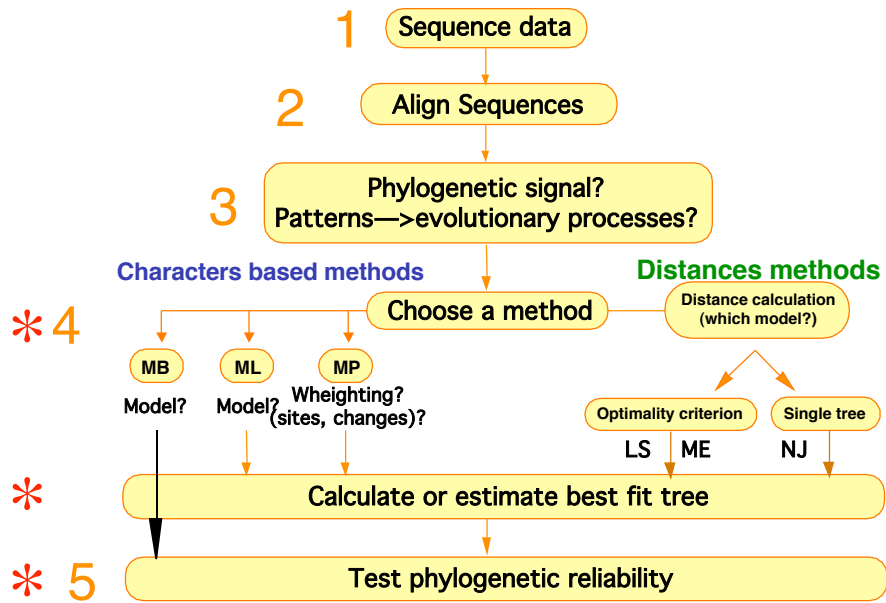 1
Sequence data
2
Align Sequences
3
Phylogenetic signal?
Patterns—>evolutionary processes?
Characters based methods
Distances methods
* 4
Choose a method
Distance calculation
(which model?)
MB
ML
MP
Model?
Model?
Wheighting?
(sites, changes)?
Optimality criterion
Single tree
LS
ME
NJ
*
Calculate or estimate best fit tree
* 5
Test phylogenetic reliability